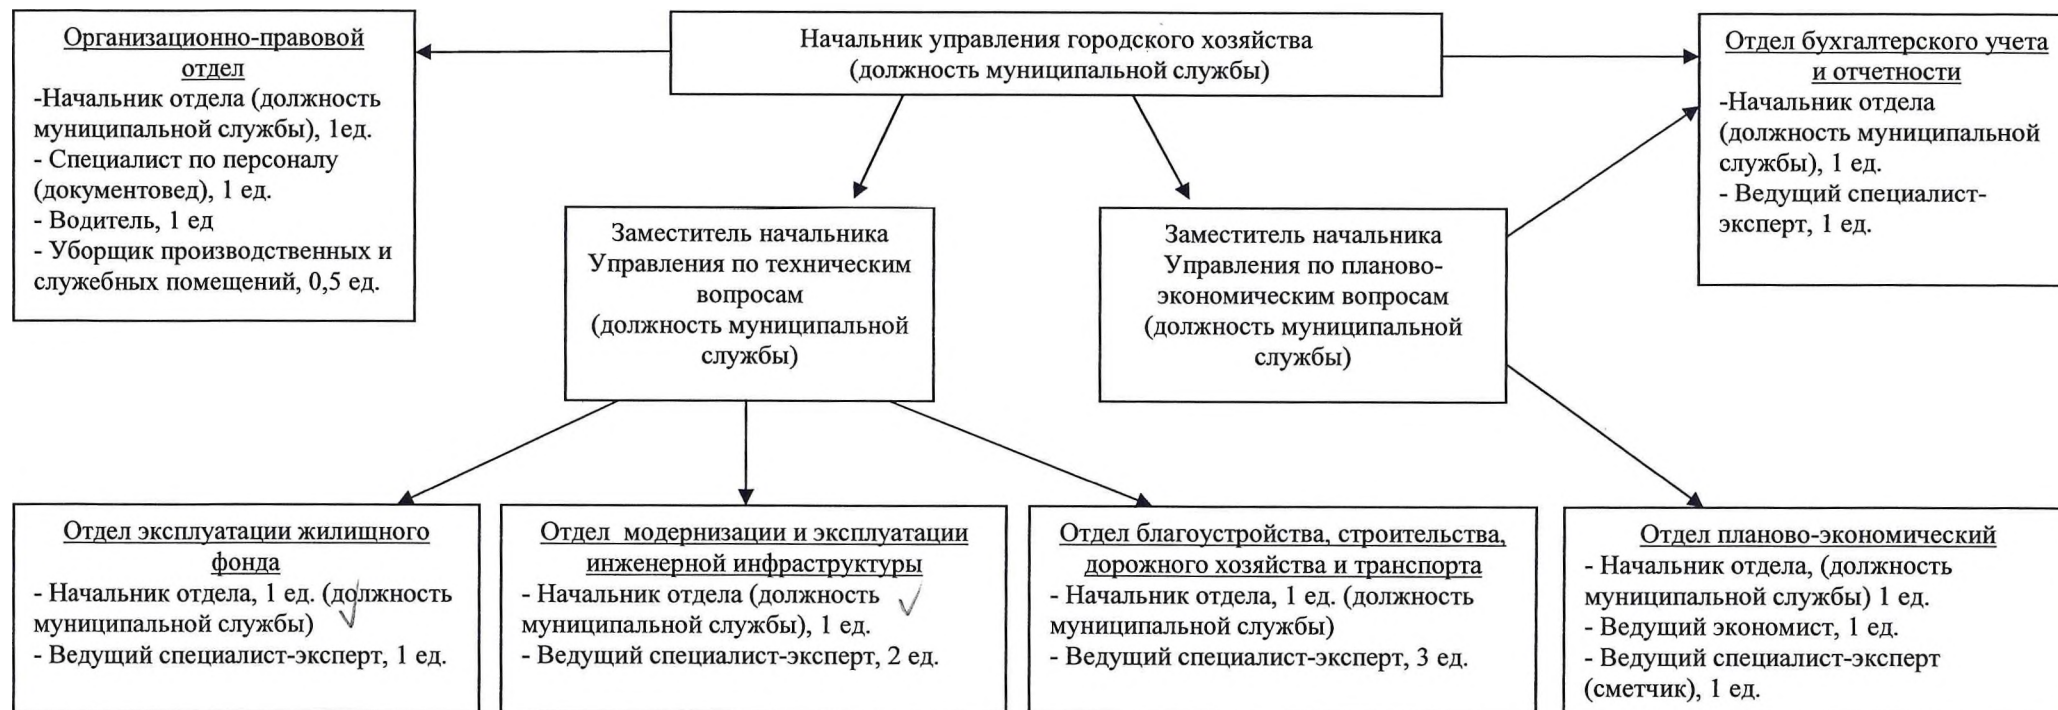 Организационно-правовой
отдел
-Начальник отдела (должность
муниципальной службы), 1ед.
- Специалист по персоналу
(документовед), 1 ед.
- Водитель, 1 ед
- Уборщик производственных и
служебных помещений, 0,5 ед.
Начальник управления городского хозяйства
(должность муниципальной службы)
Отдел бухгалтерского учета
и отчетности
-Начальник отдела
(должность муниципальной
службы), 1 ед.
- Ведущий специалист-
эксперт, 1 ед.
Заместитель начальника
Управления по техническим
вопросам
(должность муниципальной
службы)
Заместитель начальника
Управления по планово-
экономическим вопросам
(должность муниципальной
службы)
Отдел эксплуатации жилищного
фонда
- Начальник отдела, 1 ед. (должность
муниципальной службы)
- Ведущий специалист-эксперт, 1 ед.
Отдел модернизации и эксплуатации
инженерной инфраструктуры
- Начальник отдела (должность
муниципальной службы), 1 ед.
- Ведущий специалист-эксперт, 2 ед.
Отдел благоустройства, строительства,
дорожного хозяйства и транспорта
- Начальник отдела, 1 ед. (должность
муниципальной службы)
- Ведущий специалист-эксперт, 3 ед.
Отдел планово-экономический
- Начальник отдела, (должность
муниципальной службы) 1 ед.
- Ведущий экономист, 1 ед.
- Ведущий специалист-эксперт
(сметчик), 1 ед.